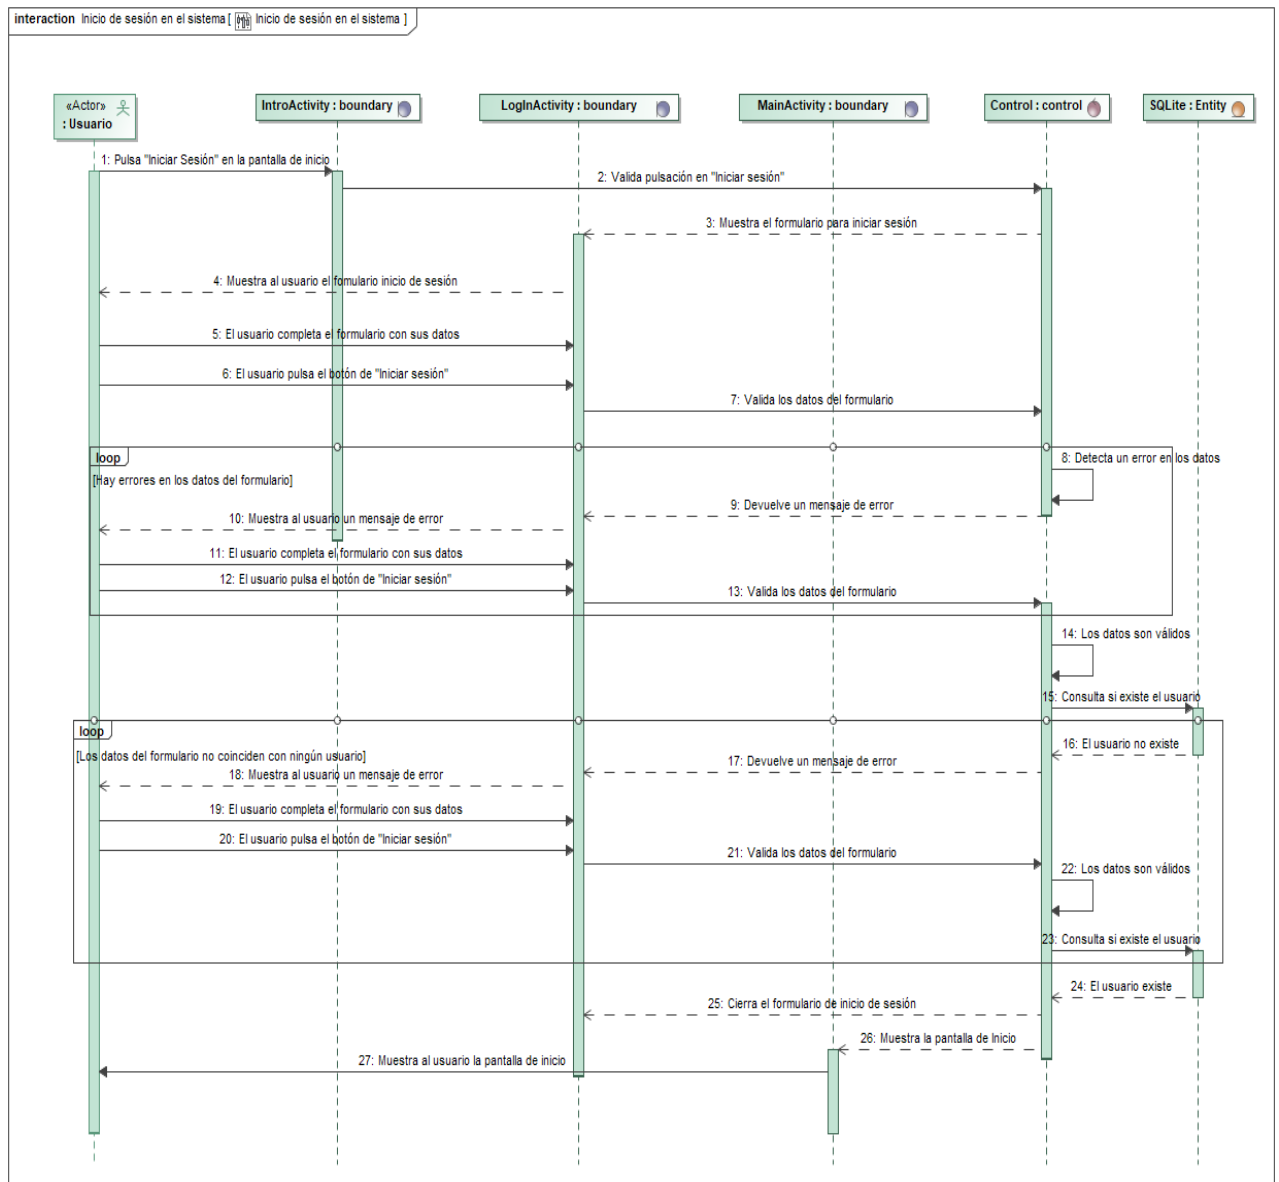 interaction Inicio de sesión en el sistema [ Inicio de sesión en el sistema ]
«Actor»
: Usuario
IntroActivity : boundary
LogInActivity : boundary
MainActivity : boundary
Control : control
SQLite : Entity
1: Pulsa "Iniciar Sesión" en la pantalla de inicio
2: Valida pulsación en "Iniciar sesión"
3: Muestra el formulario para iniciar sesión
4: Muestra al usuario el fomulario inicio de sesión
5: El usuario completa el formulario con sus datos
6: El usuario pulsa el botón de "Iniciar sesión"
7: Valida los datos del formulario
loop
[Hay errores en los datos del formulario]
8: Detecta un error en los datos
9: Devuelve un mensaje de error
10: Muestra al usuario un mensaje de error
11: El usuario completa el formulario con sus datos
12: El usuario pulsa el botón de "Iniciar sesión"
13: Valida los datos del formulario
14: Los datos son válidos
15: Consulta si existe el usuario
loop
[Los datos del formulario no coinciden con ningún usuario]
16: El usuario no existe
17: Devuelve un mensaje de error
18: Muestra al usuario un mensaje de error
19: El usuario completa el formulario con sus datos
20: El usuario pulsa el botón de "Iniciar sesión"
21: Valida los datos del formulario
22: Los datos son válidos
23: Consulta si existe el usuario
24: El usuario existe
25: Cierra el formulario de inicio de sesión
26: Muestra la pantalla de Inicio
27: Muestra al usuario la pantalla de inicio